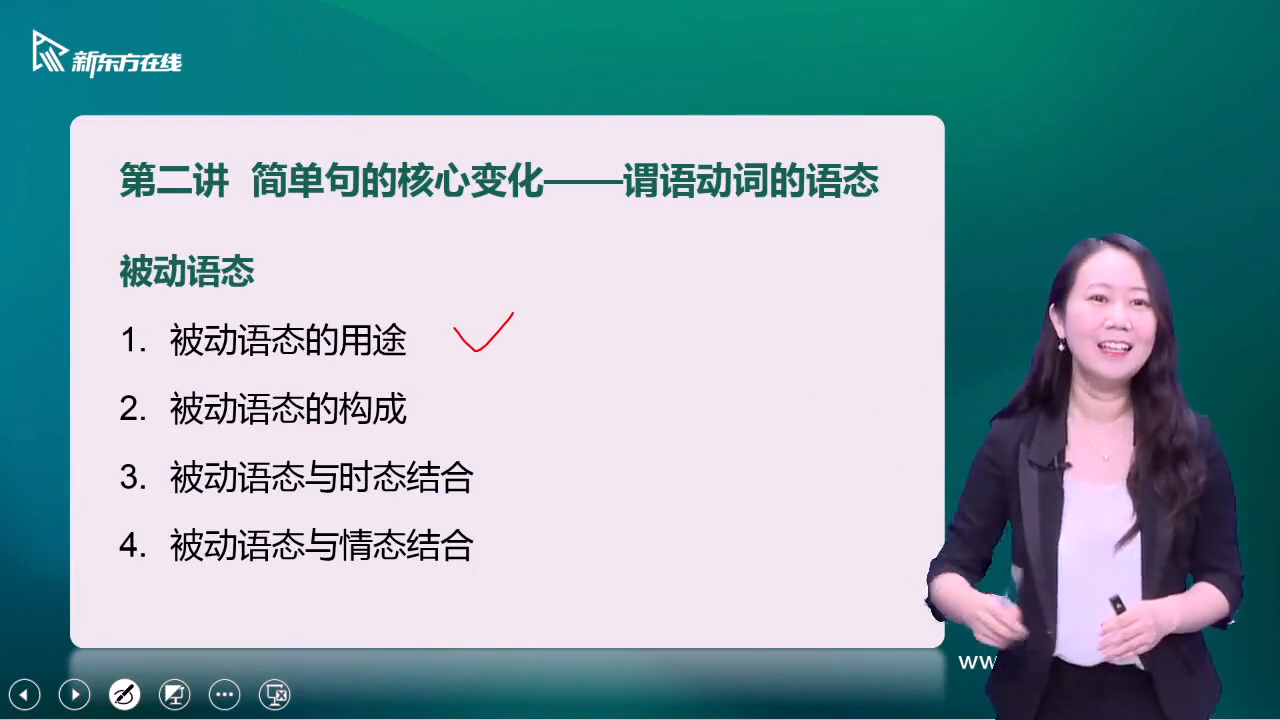 新东方在线
第二讲 简单句的核心变化——谓语动词的语态
被动语态
1. 被动语态的用途
2. 被动语态的构成
3. 被动语态与时态结合
4. 被动语态与情态结合
ww